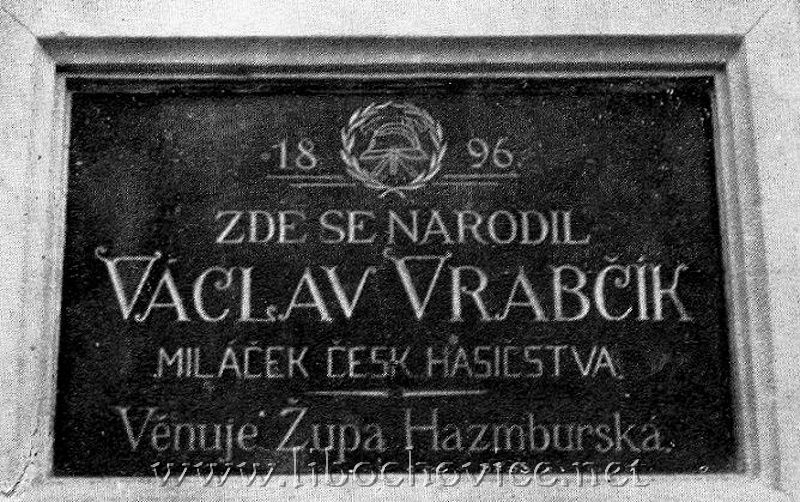 18 96.
ZDE SE NARODIL
VÁCLAV VRABČÍK
MILÁČEK ČESK. HASIČSTVA.
Věnuje Župa Hazmburská.
www.libochovice.net